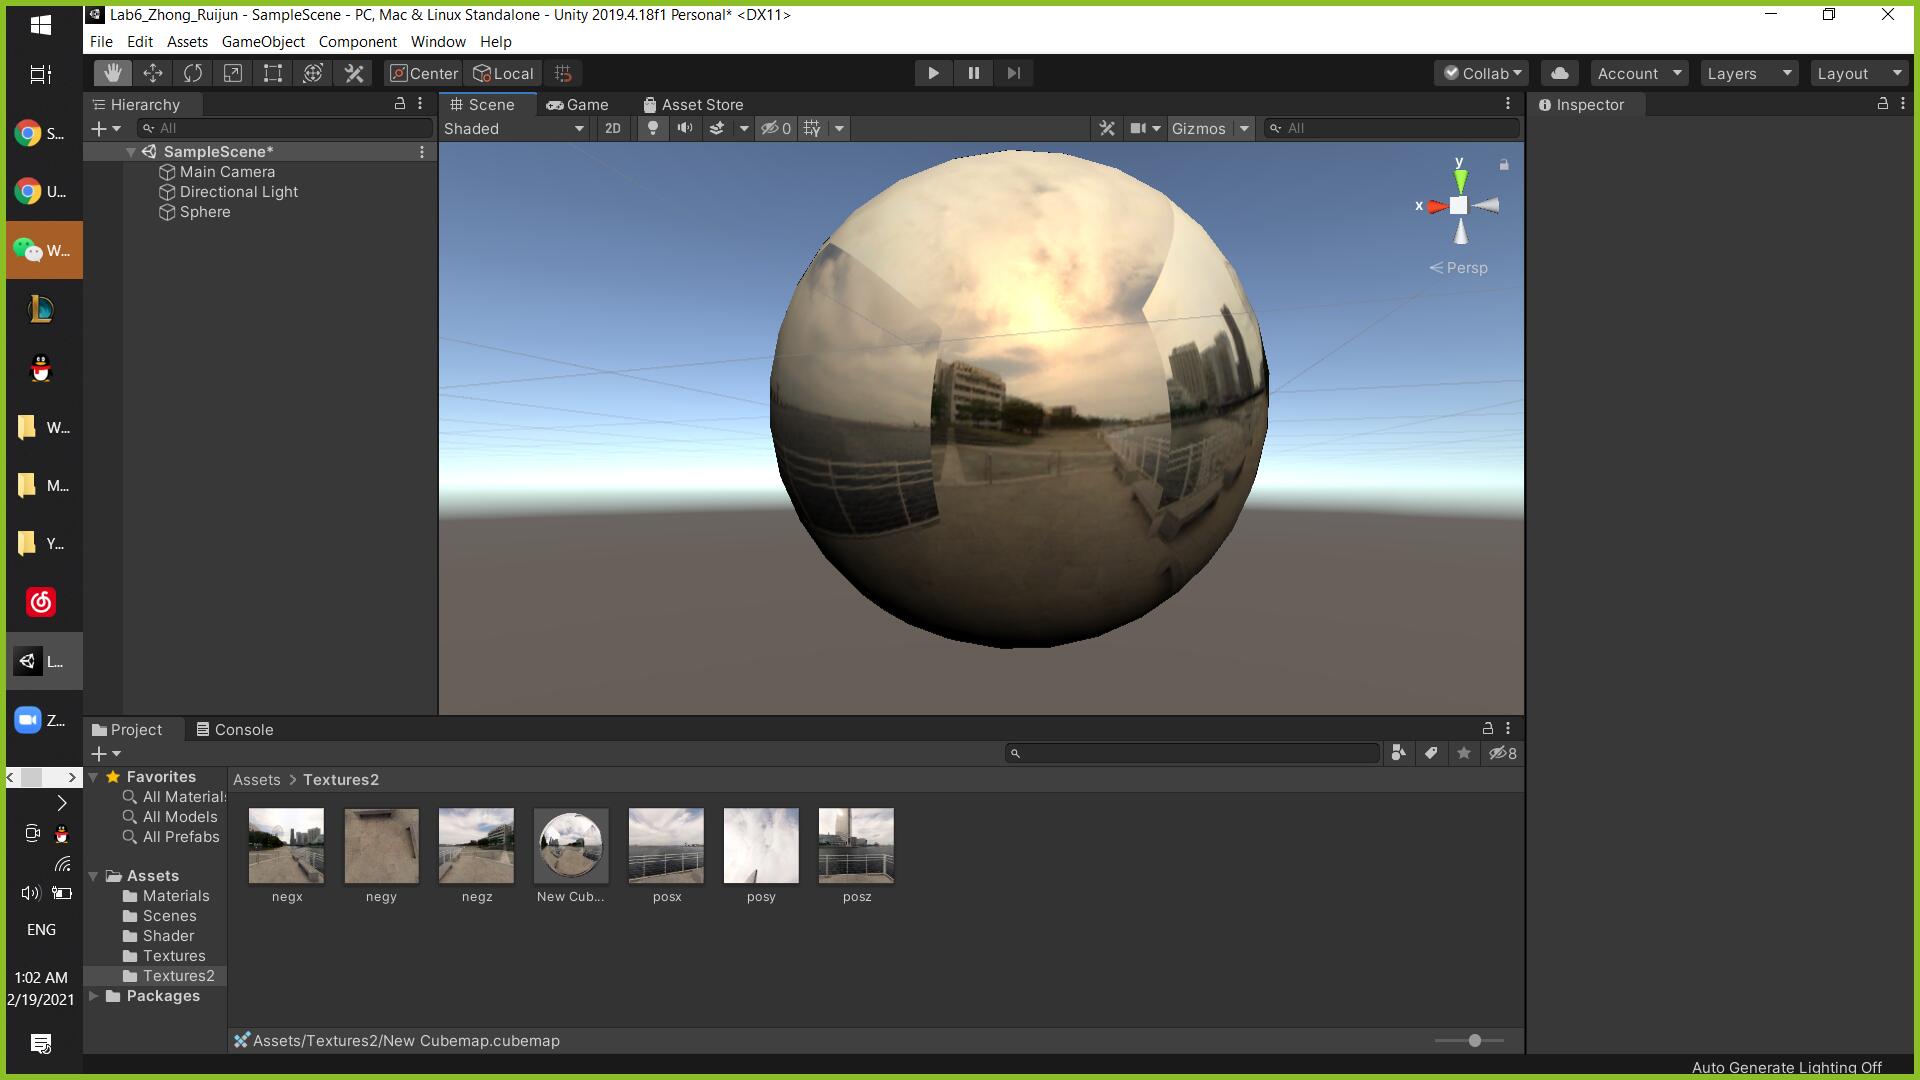 Lab6_Zhong_Ruijun - SampleScene - PC, Mac & Linux Standalone - Unity 2019.4.18f1 Personal* <DX11>
File Edit Assets GameObject Component Window Help
Center Local Collab Account Layers Layout
Hierarchy
All
SampleScene*
Main Camera
Directional Light
Sphere
Scene Game Asset Store
Shaded 2D 0 Gizmos All
y
x
Persp
Inspector
S...
U...
W...
W...
M...
Y...
L...
Z...
ENG
1:02 AM
2/19/2021
Project Console
8
Favorites
All Materials
All Models
All Prefabs
Assets
Materials
Scenes
Shader
Textures
Textures2
Packages
Assets > Textures2
negx negy negz New Cub... posx posy posz
Assets/Textures2/New Cubemap.cubemap
Auto Generate Lighting Off